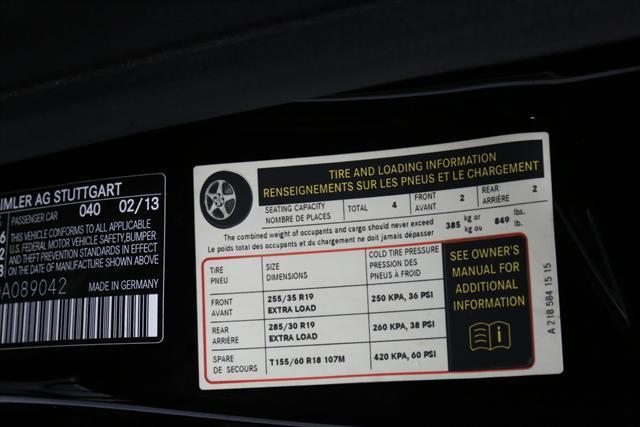 IMLER AG STUTTGART
PASSENGER CAR 040 02/13
THIS VEHICLE CONFORMS TO ALL APPLICABLE
U.S. FEDERAL MOTOR VEHICLE SAFETY, BUMPER
AND THEFT PREVENTION STANDARDS IN EFFECT
ON THE DATE OF MANUFACTURE SHOWN ABOVE.
A089042 MADE IN GERMANY
TIRE AND LOADING INFORMATION
RENSEIGNEMENTS SUR LES PNEUS ET LE CHARGEMENT
SEATING CAPACITY
NOMBRE DE PLACES
TOTAL 4
FRONT
AVANT
2
REAR
ARRIÈRE
2
The combined weight of occupants and cargo should never exceed
Le poids total des occupants et du chargement ne doit jamais dépasser
385 kg or
kg ou
849 lbs.
lb.
TIRE
PNEU
SIZE
DIMENSIONS
COLD TIRE PRESSURE
PRESSION DES
PNEUS À FROID
FRONT
AVANT
255/35 R19
EXTRA LOAD
250 KPA, 36 PSI
REAR
ARRIÈRE
285/30 R19
EXTRA LOAD
260 KPA, 38 PSI
SPARE
DE SECOURS
T155/60 R18 107M
420 KPA, 60 PSI
SEE OWNER'S
MANUAL FOR
ADDITIONAL
INFORMATION
A 218 584 15 15